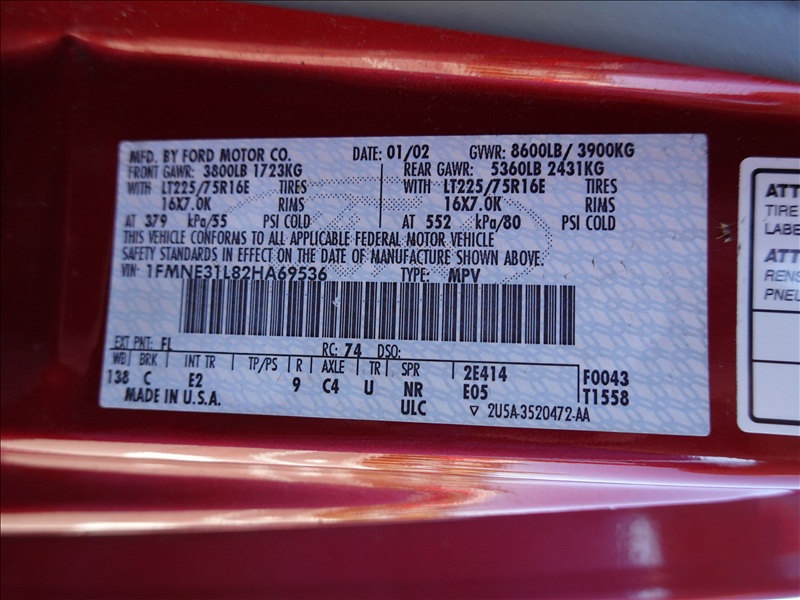 MFD. BY FORD MOTOR CO. DATE: 01/02 GVWR: 8600LB/ 3900KG
FRONT GAWR: 3800LB 1723KG REAR GAWR: 5360LB 2431KG
WITH LT225/75R16E TIRES WITH LT225/75R16E TIRES
16X7.0K RIMS 16X7.0K RIMS
AT 379 kPa/55 PSI COLD AT 552 kPa/80 PSI COLD
THIS VEHICLE CONFORMS TO ALL APPLICABLE FEDERAL MOTOR VEHICLE
SAFETY STANDARDS IN EFFECT ON THE DATE OF MANUFACTURE SHOWN ABOVE.
VIN: 1FMNE31L82HA69536 TYPE: MPV
EXT PNT: FL RC: 74 DSO:
WB BRK INT TR TP/PS R AXLE TR SPR 2E414 F0043
138 C E2 9 C4 U NR E05 T1558
MADE IN U.S.A. ULC ▽ 2U5A-3520472-AA
ATT
TIRE
LABE
ATT
RENS
PNEU